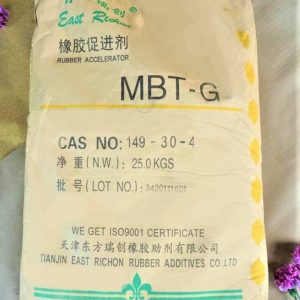 East Richon
橡胶促进剂
RUBBER ACCELERATOR
MBT-G
CAS NO: 149-30-4
净重(N.W.): 25.0KGS
批号(LOT NO.): 3420111601
WE GET ISO9001 CERTIFICATE
天津东方瑞创橡胶助剂有限公司
TIANJIN EAST RICHON RUBBER ADDITIVES CO.,LTD